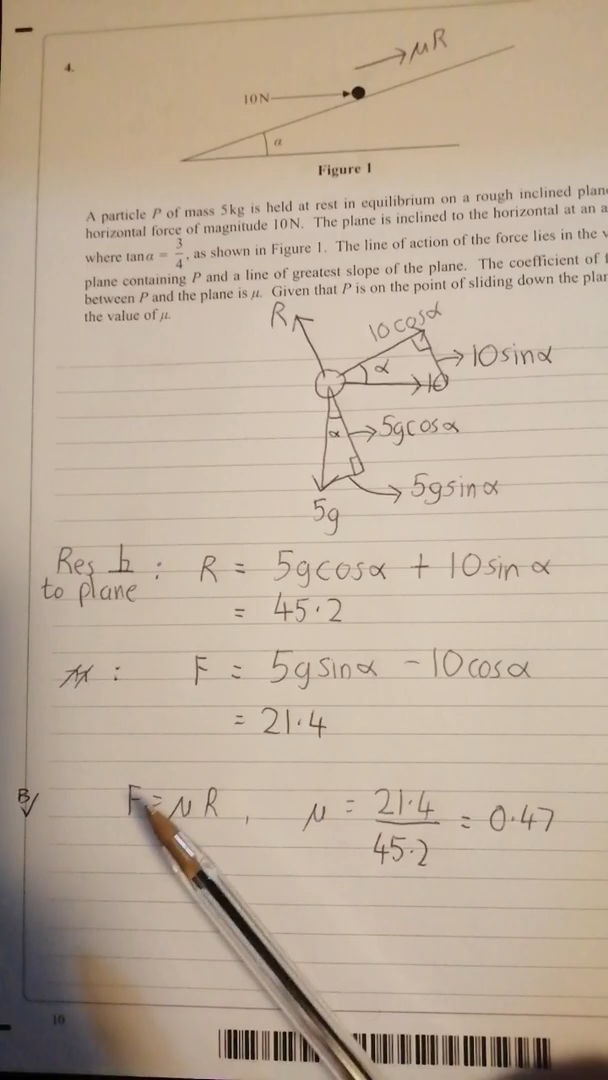 4.
μR
10N
α
Figure 1
A particle P of mass 5 kg is held at rest in equilibrium on a rough inclined plane
horizontal force of magnitude 10N. The plane is inclined to the horizontal at an
where tan α = 3/4, as shown in Figure 1. The line of action of the force lies in the
plane containing P and a line of greatest slope of the plane. The coefficient of
between P and the plane is μ. Given that P is on the point of sliding down the
the value of μ.
R
10cosα
α
10sinα
10
α
5gcosα
5gsinα
5g
Res ⊥ to plane : R = 5gcosα + 10sinα
= 45.2
: F = 5gsinα - 10cosα
= 21.4
B/ F = μR , μ = 21.4/45.2 = 0.47
10